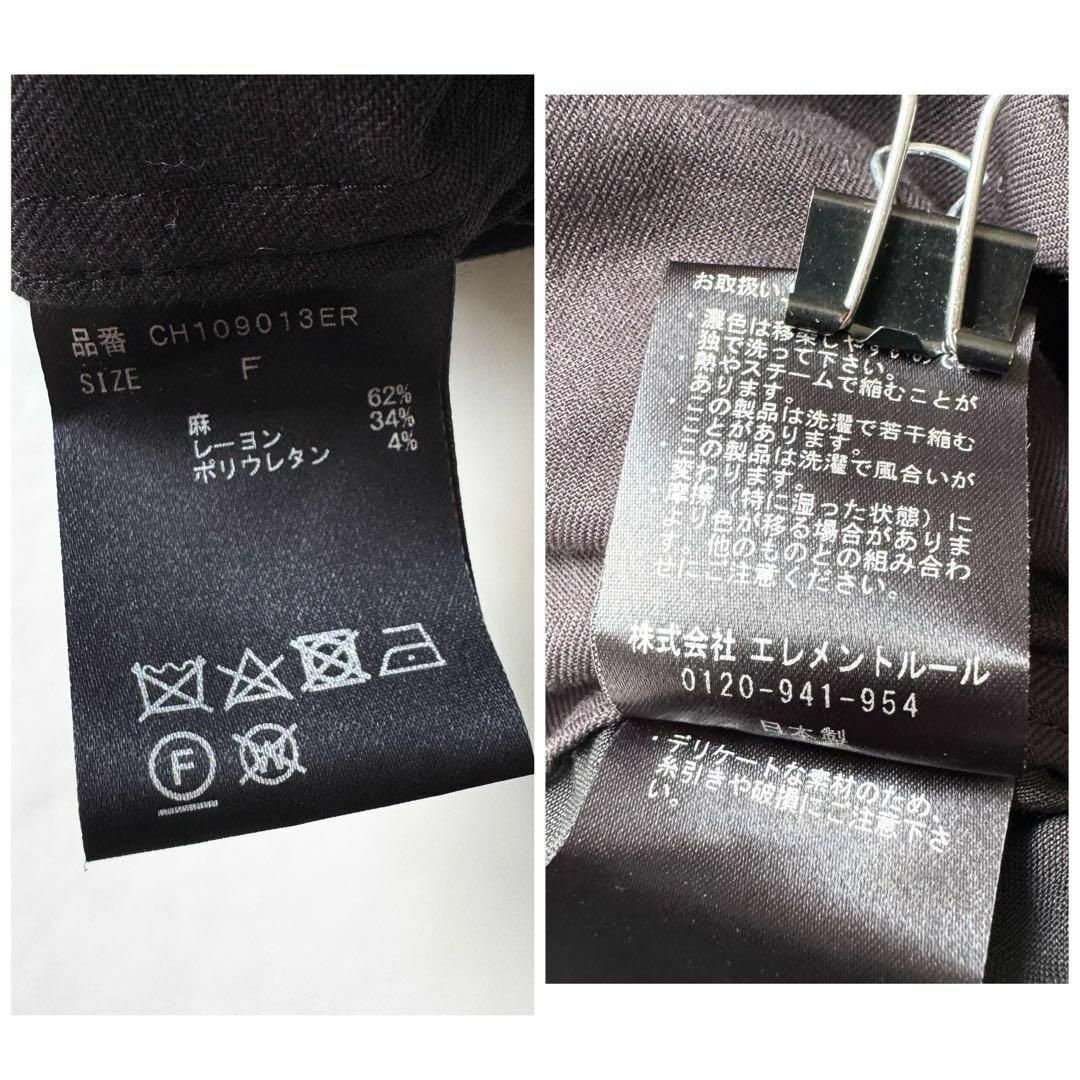 品番 CH109013ER
SIZE F
麻 62%
レーヨン 34%
ポリウレタン 4%
F
W
お取扱い
・濃色は移染しやすいので単
独で洗って下さい。
・熱やスチームで縮むことが
あります。
・この製品は洗濯で若干縮む
ことがあります。
・この製品は洗濯で風合いが
変わります。
・摩擦（特に湿った状態）に
より色が移る場合がありま
す。他のものとの組み合わ
せにご注意ください。
株式会社 エレメントルール
0120-941-954
日本製
・デリケートな素材のため、
糸引きや破損にご注意下さ
い。